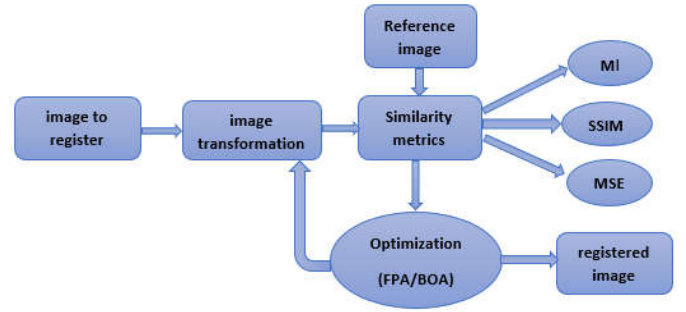 Reference
image
MI
image to
register
image
transformation
Similarity
metrics
SSIM
MSE
Optimization
(FPA/BOA)
registered
image